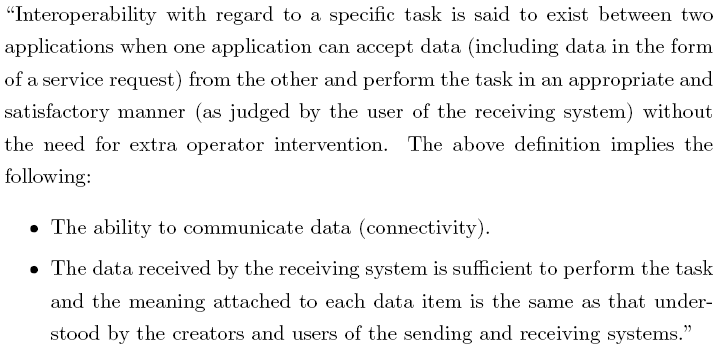 “Interoperability with regard to a specific task is said to exist between two
applications when one application can accept data (including data in the form
of a service request) from the other and perform the task in an appropriate and
satisfactory manner (as judged by the user of the receiving system) without
the need for extra operator intervention. The above definition implies the
following:
• The ability to communicate data (connectivity).
• The data received by the receiving system is sufficient to perform the task
and the meaning attached to each data item is the same as that under-
stood by the creators and users of the sending and receiving systems.”